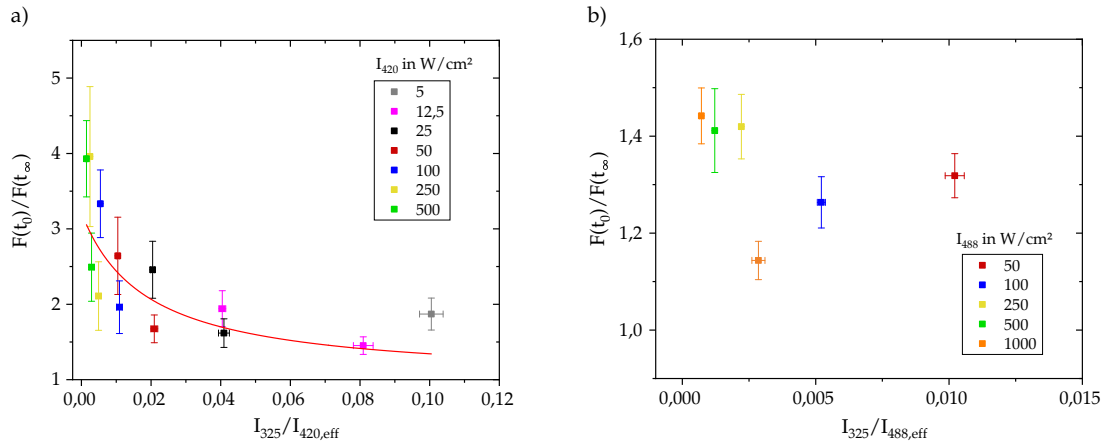 a)
I₄₂₀ in W/cm²
5
12,5
25
50
100
250
500
5
4
3
2
1
F(t₀)/F(t∞)
0,00 0,02 0,04 0,06 0,08 0,10 0,12
I₃₂₅/I₄₂₀,eff
b)
1,6
1,4
1,2
1,0
F(t₀)/F(t∞)
I₄₈₈ in W/cm²
50
100
250
500
1000
0,000 0,005 0,010 0,015
I₃₂₅/I₄₈₈,eff